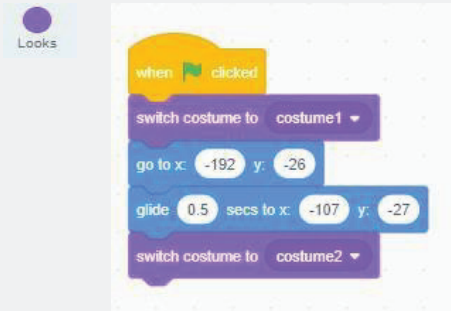 Looks
when clicked
switch costume to costume1
go to x: -192 y: -26
glide 0.5 secs to x: -107 y: -27
switch costume to costume2